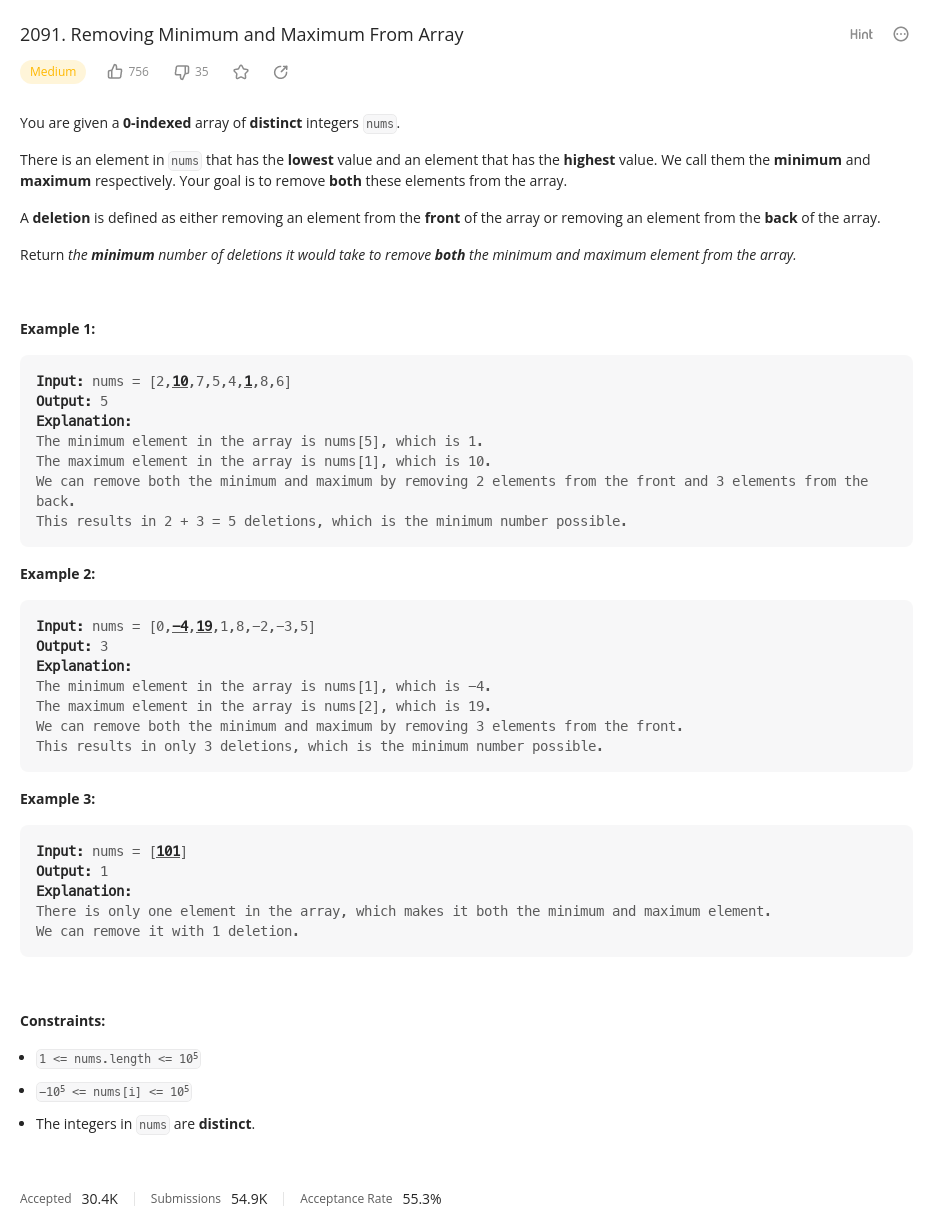 2091. Removing Minimum and Maximum From Array
Hint
Medium 756 35
You are given a 0-indexed array of distinct integers nums.
There is an element in nums that has the lowest value and an element that has the highest value. We call them the minimum and
maximum respectively. Your goal is to remove both these elements from the array.
A deletion is defined as either removing an element from the front of the array or removing an element from the back of the array.
Return the minimum number of deletions it would take to remove both the minimum and maximum element from the array.
Example 1:
Input: nums = [2,10,7,5,4,1,8,6]
Output: 5
Explanation:
The minimum element in the array is nums[5], which is 1.
The maximum element in the array is nums[1], which is 10.
We can remove both the minimum and maximum by removing 2 elements from the front and 3 elements from the
back.
This results in 2 + 3 = 5 deletions, which is the minimum number possible.
Example 2:
Input: nums = [0,-4,19,1,8,-2,-3,5]
Output: 3
Explanation:
The minimum element in the array is nums[1], which is -4.
The maximum element in the array is nums[2], which is 19.
We can remove both the minimum and maximum by removing 3 elements from the front.
This results in only 3 deletions, which is the minimum number possible.
Example 3:
Input: nums = [101]
Output: 1
Explanation:
There is only one element in the array, which makes it both the minimum and maximum element.
We can remove it with 1 deletion.
Constraints:
1 <= nums.length <= 10⁵
-10⁵ <= nums[i] <= 10⁵
The integers in nums are distinct.
Accepted 30.4K Submissions 54.9K Acceptance Rate 55.3%